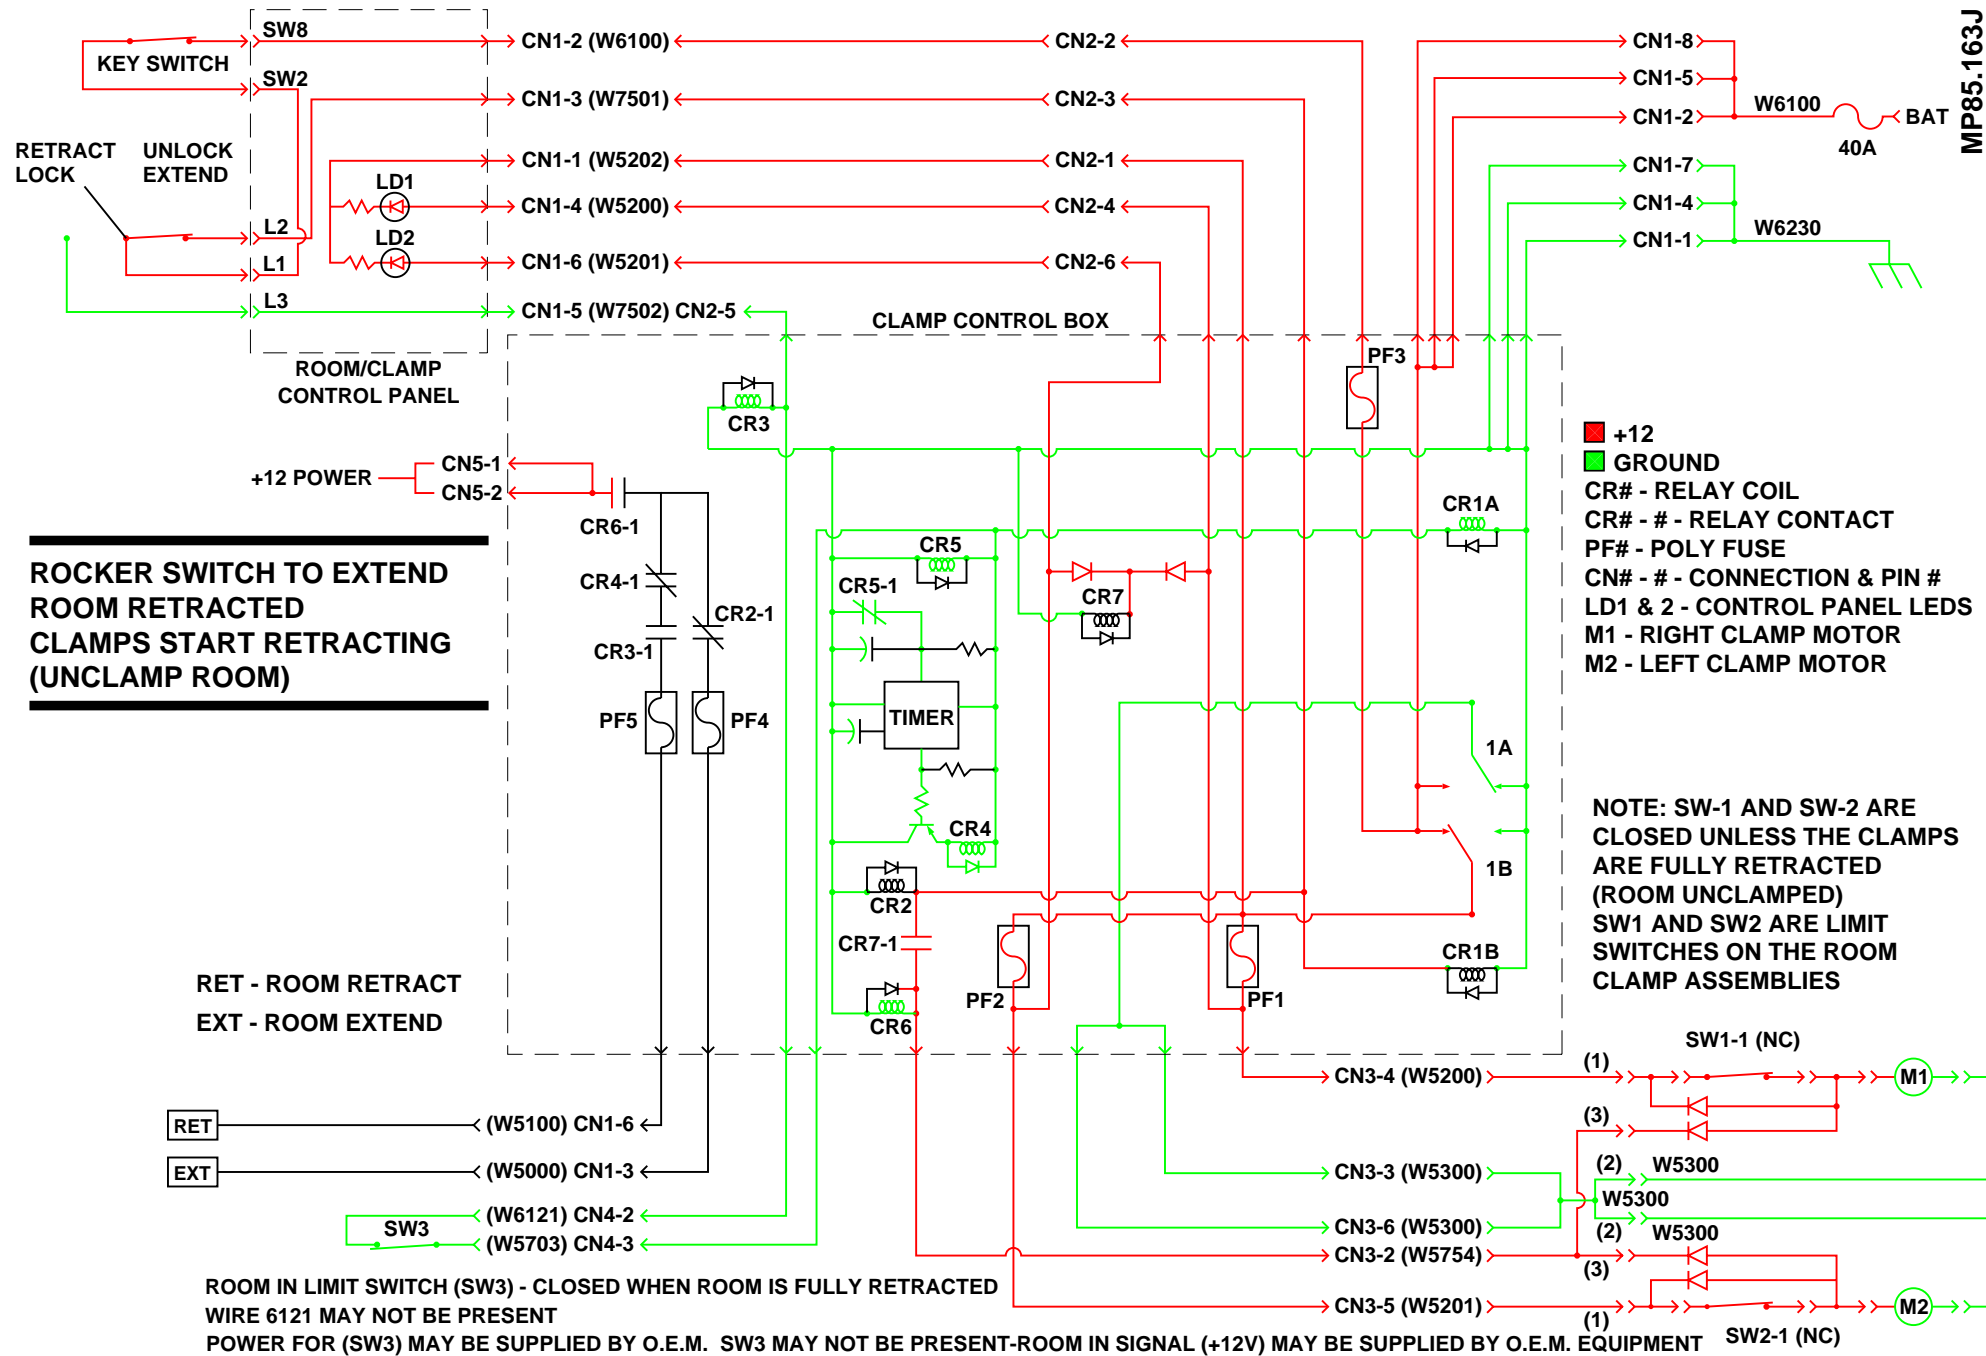 MP85.163J
SW8
KEY SWITCH
SW2
CN1-2 (W6100)
CN2-2
CN1-3 (W7501)
CN2-3
CN1-1 (W5202)
CN2-1
CN1-4 (W5200)
CN2-4
CN1-6 (W5201)
CN2-6
CN1-5 (W7502) CN2-5
RETRACT LOCK
UNLOCK EXTEND
LD1
LD2
L2
L1
L3
ROOM/CLAMP
CONTROL PANEL
CLAMP CONTROL BOX
CN1-8
CN1-5
CN1-2
W6100
BAT
40A
CN1-7
CN1-4
CN1-1
W6230
PF3
CR3
+12 POWER
CN5-1
CN5-2
CR6-1
CR4-1
CR3-1
CR2-1
PF5
PF4
CR5
CR5-1
TIMER
CR4
CR2
CR7-1
CR6
CR7
CR1A
1A
1B
CR1B
PF2
PF1
+12
GROUND
CR# - RELAY COIL
CR# - # - RELAY CONTACT
PF# - POLY FUSE
CN# - # - CONNECTION & PIN #
LD1 & 2 - CONTROL PANEL LEDS
M1 - RIGHT CLAMP MOTOR
M2 - LEFT CLAMP MOTOR
ROCKER SWITCH TO EXTEND
ROOM RETRACTED
CLAMPS START RETRACTING
(UNCLAMP ROOM)
NOTE: SW-1 AND SW-2 ARE
CLOSED UNLESS THE CLAMPS
ARE FULLY RETRACTED
(ROOM UNCLAMPED)
SW1 AND SW2 ARE LIMIT
SWITCHES ON THE ROOM
CLAMP ASSEMBLIES
RET - ROOM RETRACT
EXT - ROOM EXTEND
RET
(W5100) CN1-6
EXT
(W5000) CN1-3
(W6121) CN4-2
SW3
(W5703) CN4-3
SW1-1 (NC)
(1)
CN3-4 (W5200)
M1
(3)
CN3-3 (W5300)
(2)
W5300
W5300
CN3-6 (W5300)
(2)
W5300
CN3-2 (W5754)
(3)
CN3-5 (W5201)
(1)
M2
SW2-1 (NC)
ROOM IN LIMIT SWITCH (SW3) - CLOSED WHEN ROOM IS FULLY RETRACTED
WIRE 6121 MAY NOT BE PRESENT
POWER FOR (SW3) MAY BE SUPPLIED BY O.E.M. SW3 MAY NOT BE PRESENT-ROOM IN SIGNAL (+12V) MAY BE SUPPLIED BY O.E.M. EQUIPMENT